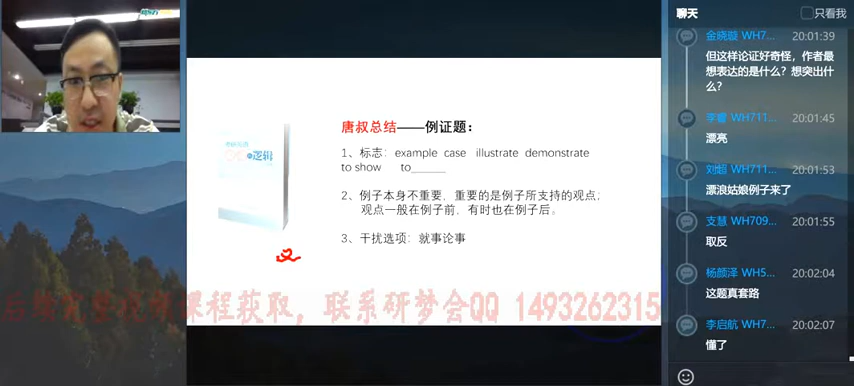 聊天
只看我
金晓璇 WH7... 20:01:39
但这样论证好奇怪，作者最
想表达的是什么？想突出什
么？
李睿 WH711... 20:01:45
漂亮
刘超 WH711... 20:01:53
漂浪姑娘例子来了
支慧 WH709... 20:01:55
取反
杨颜泽 WH5... 20:02:04
这题真套路
李启航 WH7... 20:02:07
懂了
唐叔总结——例证题：
1、标志：example case illustrate demonstrate
to show to______
2、例子本身不重要，重要的是例子所支持的观点；
观点一般在例子前，有时也在例子后。
3、干扰选项：就事论事
的逻辑
课程获取，联系研梦会QQ 1493262315